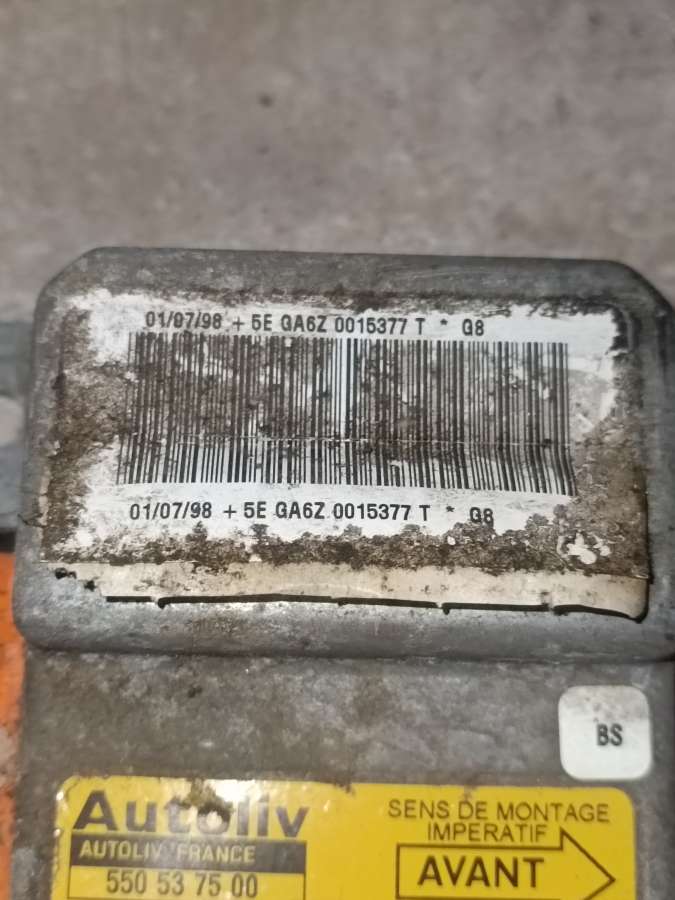 01/07/98 + 5E GA6Z 0015377 T * G8
01/07/98 + 5E GA6Z 0015377 T * G8
BS
Autoliv
AUTOLIV FRANCE
550 53 75 00
SENS DE MONTAGE
IMPERATIF
AVANT